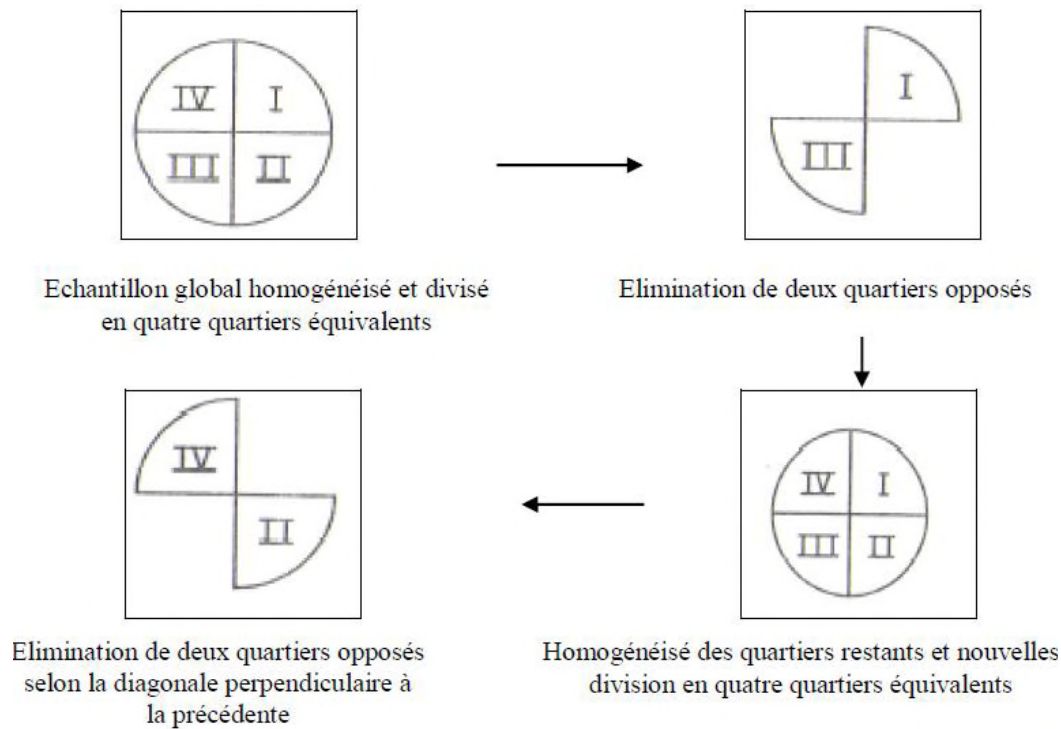 IV I
III II
Echantillon global homogénéisé et divisé
en quatre quartiers équivalents
I
III
Elimination de deux quartiers opposés
IV I
III II
Homogénéisé des quartiers restants et nouvelles
division en quatre quartiers équivalents
IV
II
Elimination de deux quartiers opposés
selon la diagonale perpendiculaire à
la précédente